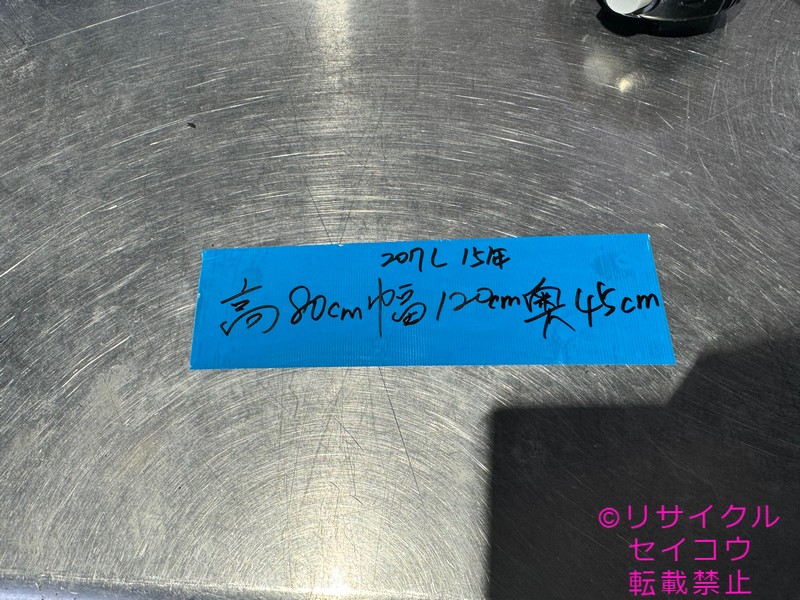 207L 15年
高80cm幅120cm奥45cm
©リサイクル
セイコウ
転載禁止